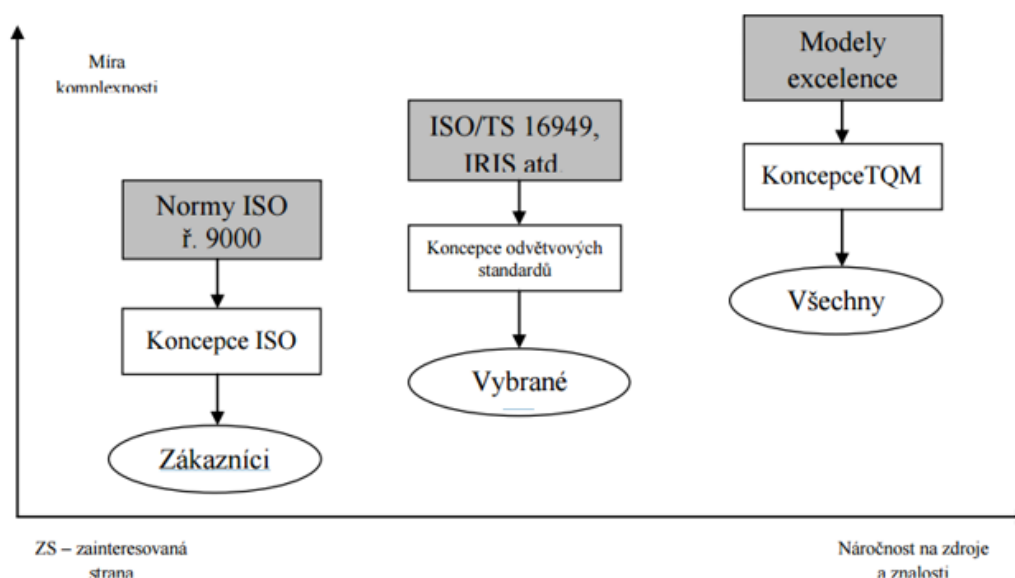 Míra
komplexnosti
Modely
excelence
ISO/TS 16949,
IRIS atd.
KoncepceTQM
Normy ISO
ř. 9000
Koncepce odvětvových
standardů
Všechny
Koncepce ISO
Vybrané
Zákazníci
ZS – zainteresovaná
strana
Náročnost na zdroje
a znalosti